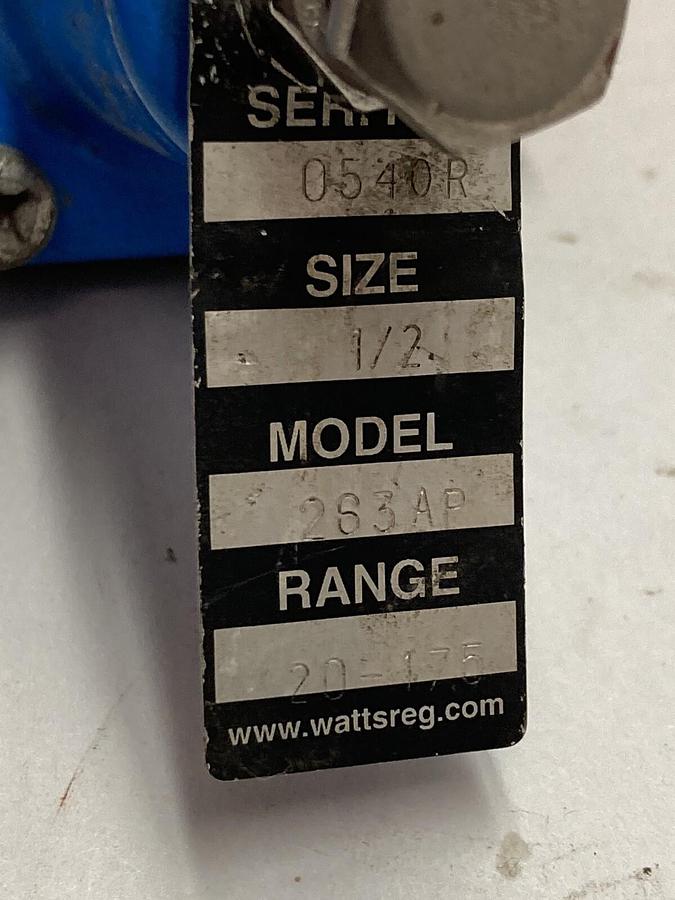 0540R
SIZE
1/2
MODEL
263AP
RANGE
20-175
www.wattsreg.com